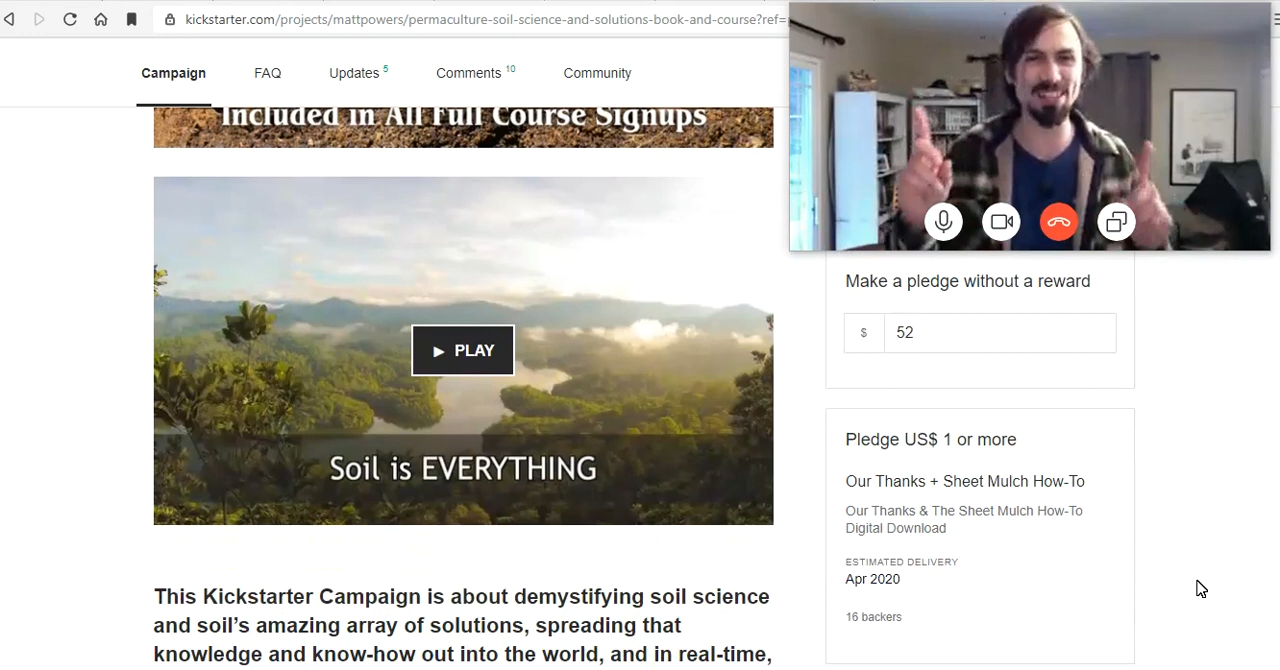 kickstarter.com/projects/mattpowers/permaculture-soil-science-and-solutions-book-and-course?ref=
Campaign FAQ Updates 5 Comments 10 Community
Included in All Full Course Signups
PLAY
Soil is EVERYTHING
This Kickstarter Campaign is about demystifying soil science
and soil’s amazing array of solutions, spreading that
knowledge and know-how out into the world, and in real-time,
Make a pledge without a reward
$ 52
Pledge US$ 1 or more
Our Thanks + Sheet Mulch How-To
Our Thanks & The Sheet Mulch How-To
Digital Download
ESTIMATED DELIVERY
Apr 2020
16 backers